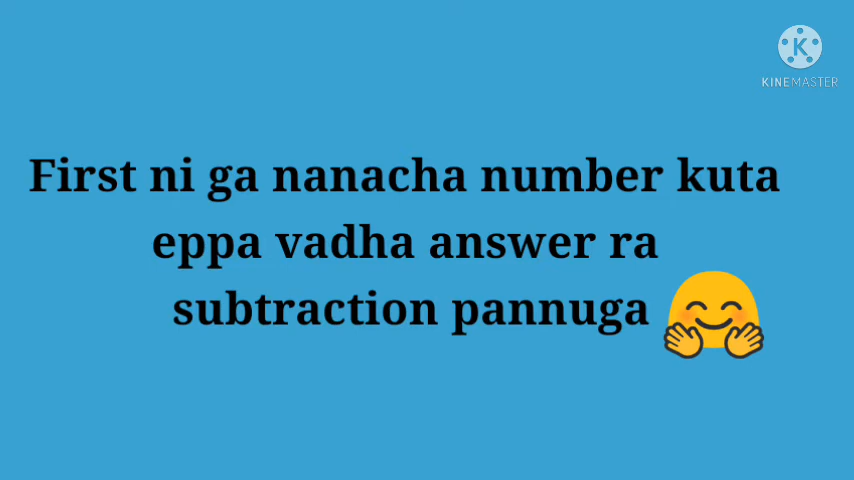 KINEMASTER
First ni ga nanacha number kuta
eppa vadha answer ra
subtraction pannuga